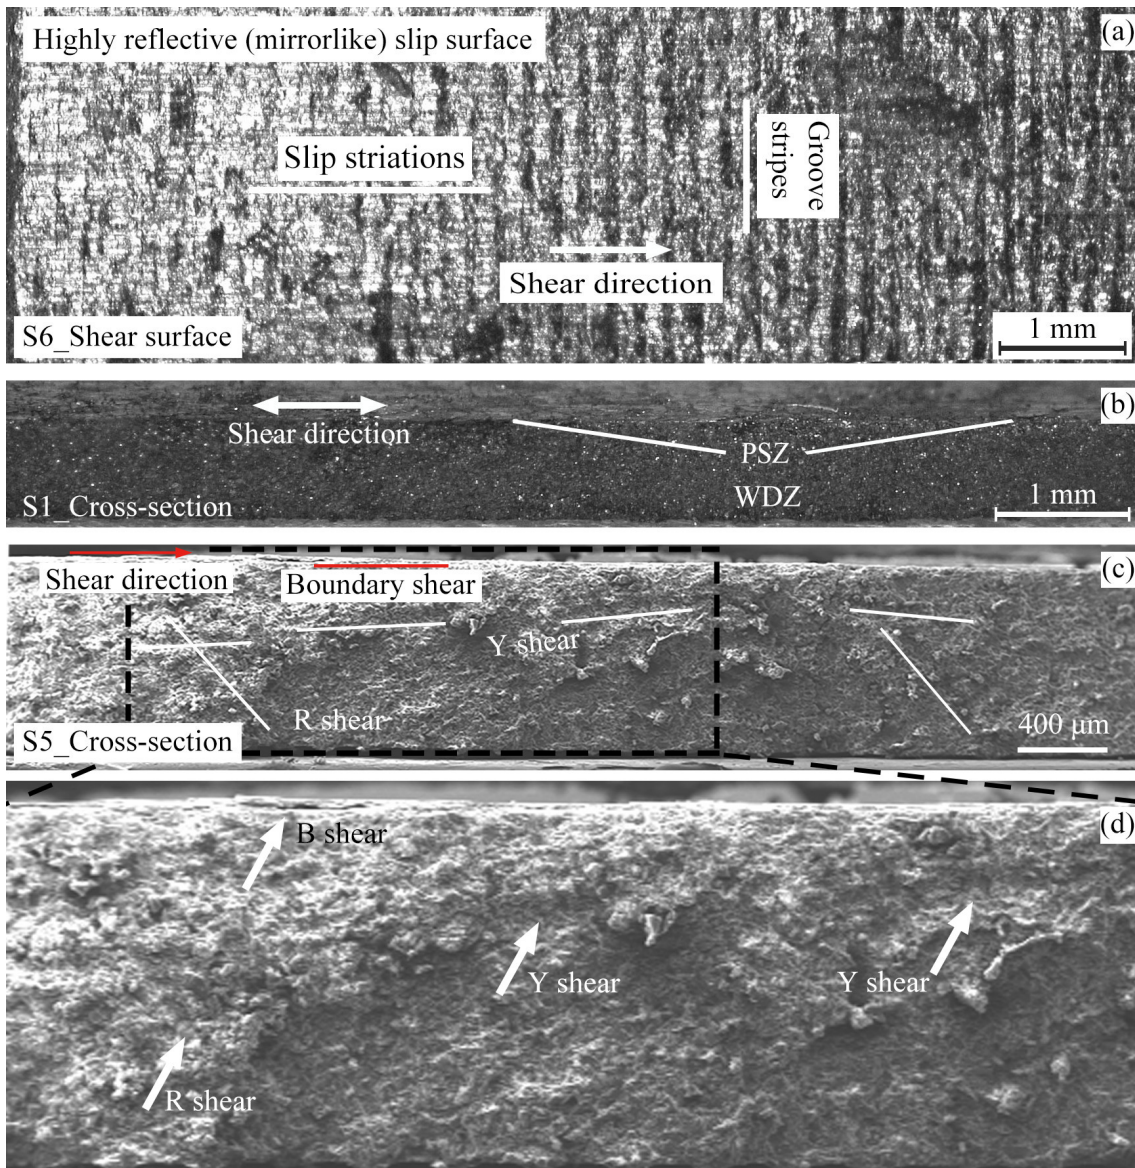 (a)
Highly reflective (mirrorlike) slip surface
Slip striations
Groove
stripes
Shear direction
S6_Shear surface
1 mm
(b)
Shear direction
PSZ
WDZ
S1_Cross-section
1 mm
(c)
Shear direction
Boundary shear
Y shear
R shear
S5_Cross-section
400 μm
(d)
B shear
Y shear
Y shear
R shear